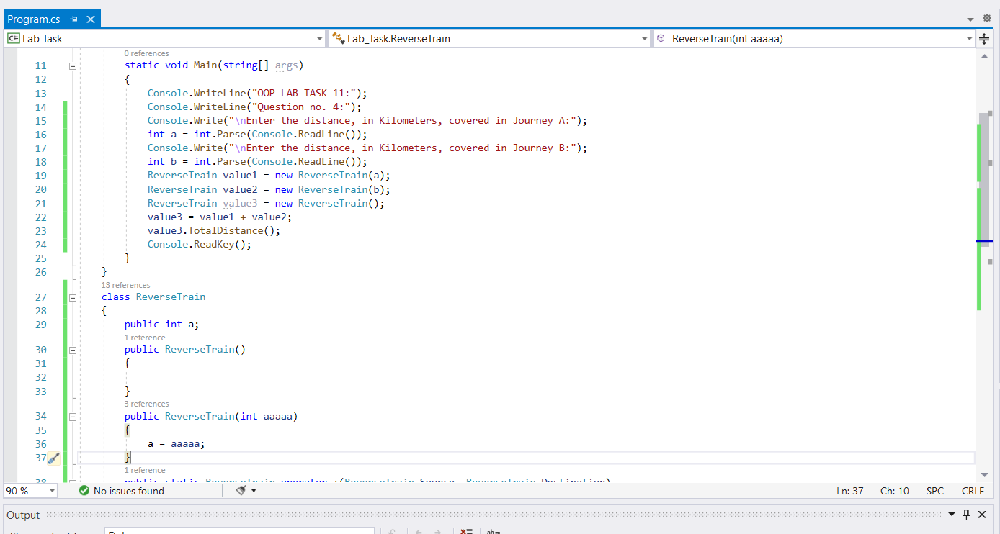 Program.cs
Lab Task
Lab_Task.ReverseTrain
ReverseTrain(int aaaaa)
0 references
11 static void Main(string[] args)
12 {
13 Console.WriteLine("OOP LAB TASK 11:");
14 Console.WriteLine("Question no. 4:");
15 Console.Write("\nEnter the distance, in Kilometers, covered in Journey A:");
16 int a = int.Parse(Console.ReadLine());
17 Console.Write("\nEnter the distance, in Kilometers, covered in Journey B:");
18 int b = int.Parse(Console.ReadLine());
19 ReverseTrain value1 = new ReverseTrain(a);
20 ReverseTrain value2 = new ReverseTrain(b);
21 ReverseTrain value3 = new ReverseTrain();
22 value3 = value1 + value2;
23 value3.TotalDistance();
24 Console.ReadKey();
25 }
26 }
13 references
27 class ReverseTrain
28 {
29 public int a;
1 reference
30 public ReverseTrain()
31 {
32
33 }
3 references
34 public ReverseTrain(int aaaaa)
35 {
36 a = aaaaa;
37 }
1 reference
38 public static ReverseTrain operator +(ReverseTrain Source, ReverseTrain Destination)
90 %
No issues found
Ln: 37 Ch: 10 SPC CRLF
Output